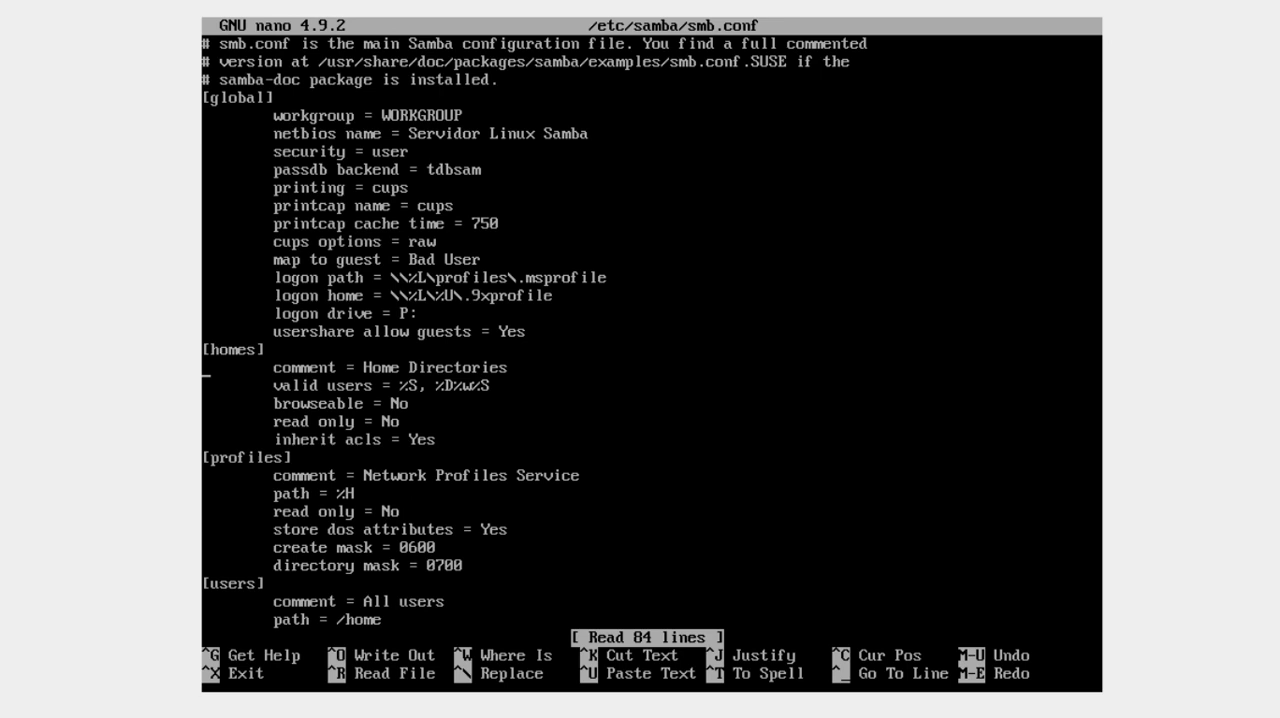 GNU nano 4.9.2 /etc/samba/smb.conf
# smb.conf is the main Samba configuration file. You find a full commented
# version at /usr/share/doc/packages/samba/examples/smb.conf.SUSE if the
# samba-doc package is installed.
[global]
workgroup = WORKGROUP
netbios name = Servidor Linux Samba
security = user
passdb backend = tdbsam
printing = cups
printcap name = cups
printcap cache time = 750
cups options = raw
map to guest = Bad User
logon path = \\%L\profiles\.msprofile
logon home = \\%L\%U\.9xprofile
logon drive = P:
usershare allow guests = Yes
[homes]
comment = Home Directories
valid users = %S, %D%w%S
browseable = No
read only = No
inherit acls = Yes
[profiles]
comment = Network Profiles Service
path = %H
read only = No
store dos attributes = Yes
create mask = 0600
directory mask = 0700
[users]
comment = All users
path = /home
[ Read 84 lines ]
^G Get Help ^O Write Out ^W Where Is ^K Cut Text ^J Justify ^C Cur Pos M-U Undo
^X Exit ^R Read File ^\ Replace ^U Paste Text ^T To Spell ^_ Go To Line M-E Redo